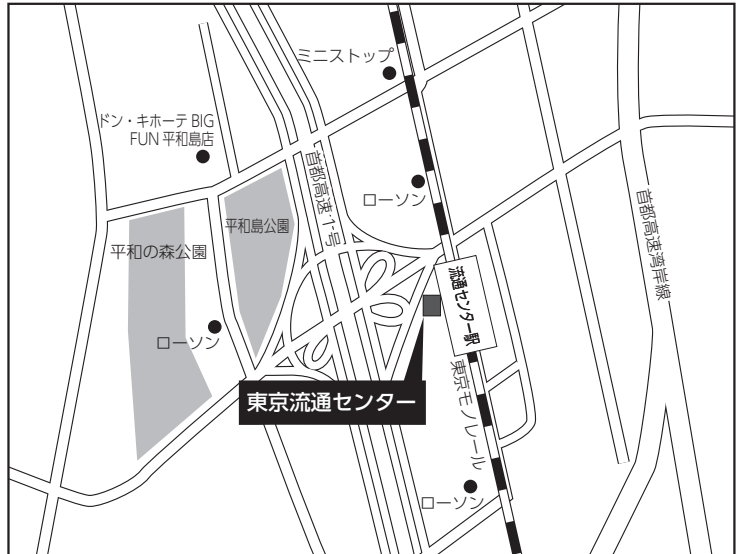 ミニストップ
ドン・キホーテ BIG
FUN 平和島店
首都高速1号
ローソン
平和島公園
平和の森公園
首都高速湾岸線
流通センター駅
ローソン
東京モノレール
東京流通センター
ローソン